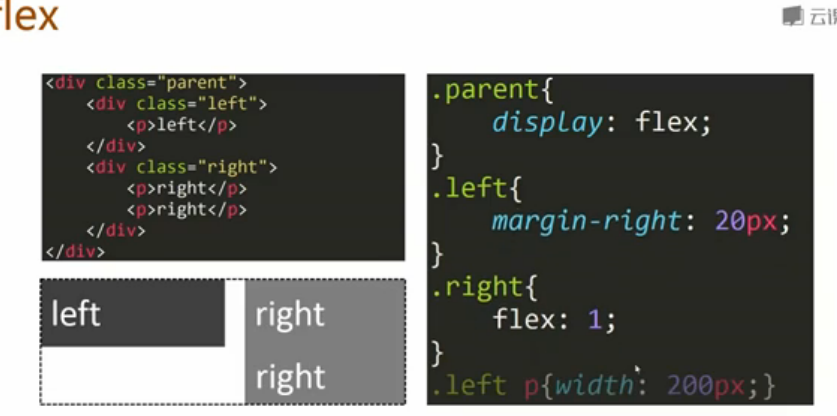 flex
云课
<div class="parent">
    <div class="left">
        <p>left</p>
    </div>
    <div class="right">
        <p>right</p>
        <p>right</p>
    </div>
</div>
left
right
right
.parent{
    display: flex;
}
.left{
    margin-right: 20px;
}
.right{
    flex: 1;
}
.left p{width: 200px;}